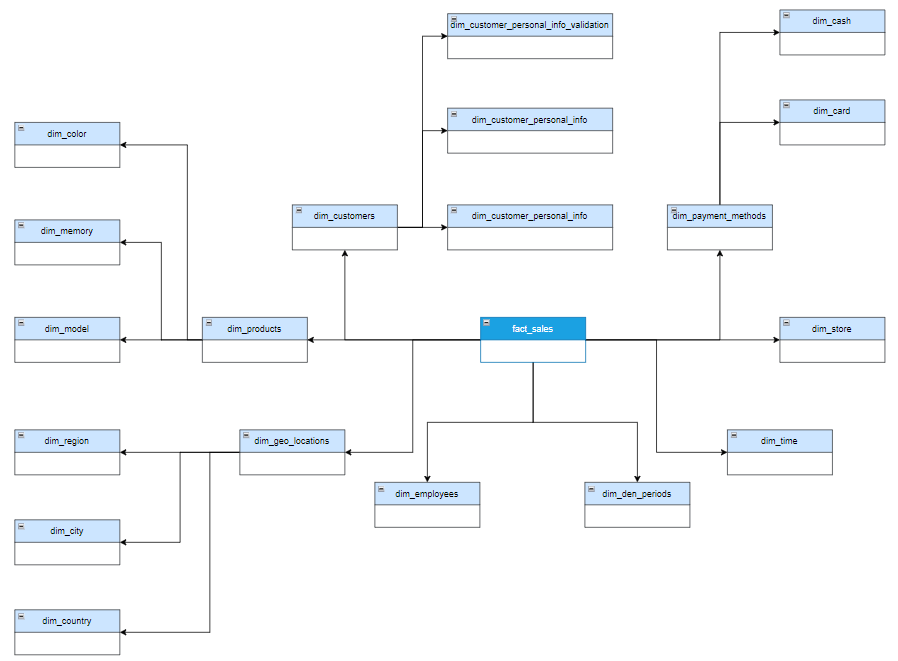 dim_customer_personal_info_validation
dim_cash
dim_card
dim_customer_personal_info
dim_color
dim_customers
dim_customer_personal_info
dim_payment_methods
dim_memory
dim_model
dim_products
fact_sales
dim_store
dim_region
dim_geo_locations
dim_time
dim_employees
dim_den_periods
dim_city
dim_country